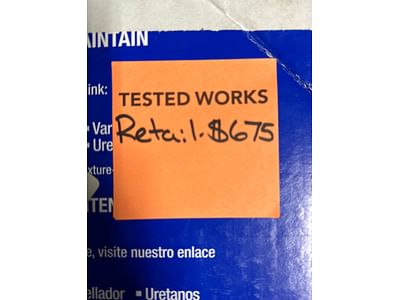 AINTAIN
ink:
TESTED WORKS
Retail-$675
▪ Var
▪ Ure
xture-
TEN
e, visite nuestro enlace
ellador ▪ Uretanos